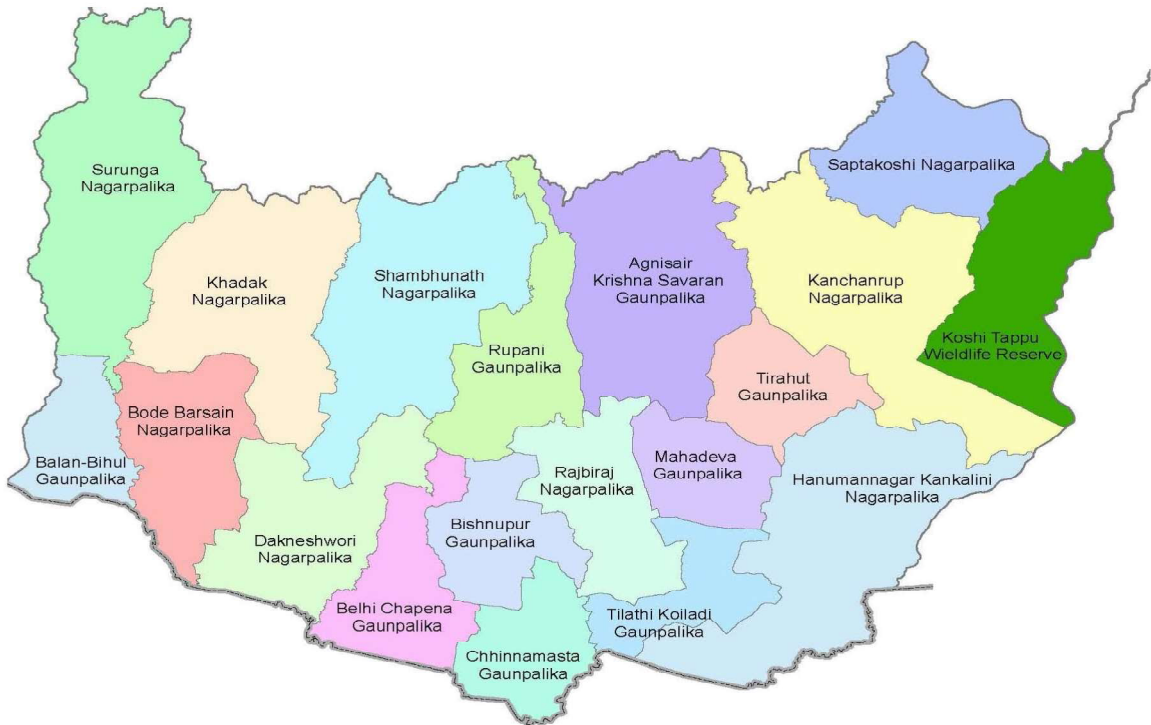 Surunga
Nagarpalika
Saptakoshi Nagarpalika
Khadak
Nagarpalika
Shambhunath
Nagarpalika
Agnisair
Krishna Savaran
Gaunpalika
Kanchanrup
Nagarpalika
Koshi Tappu
Wieldlife Reserve
Rupani
Gaunpalika
Tirahut
Gaunpalika
Bode Barsain
Nagarpalika
Balan-Bihul
Gaunpalika
Rajbiraj
Nagarpalika
Mahadeva
Gaunpalika
Hanumannagar Kankalini
Nagarpalika
Dakneshwori
Nagarpalika
Bishnupur
Gaunpalika
Belhi Chapena
Gaunpalika
Tilathi Koiladi
Gaunpalika
Chhinnamasta
Gaunpalika